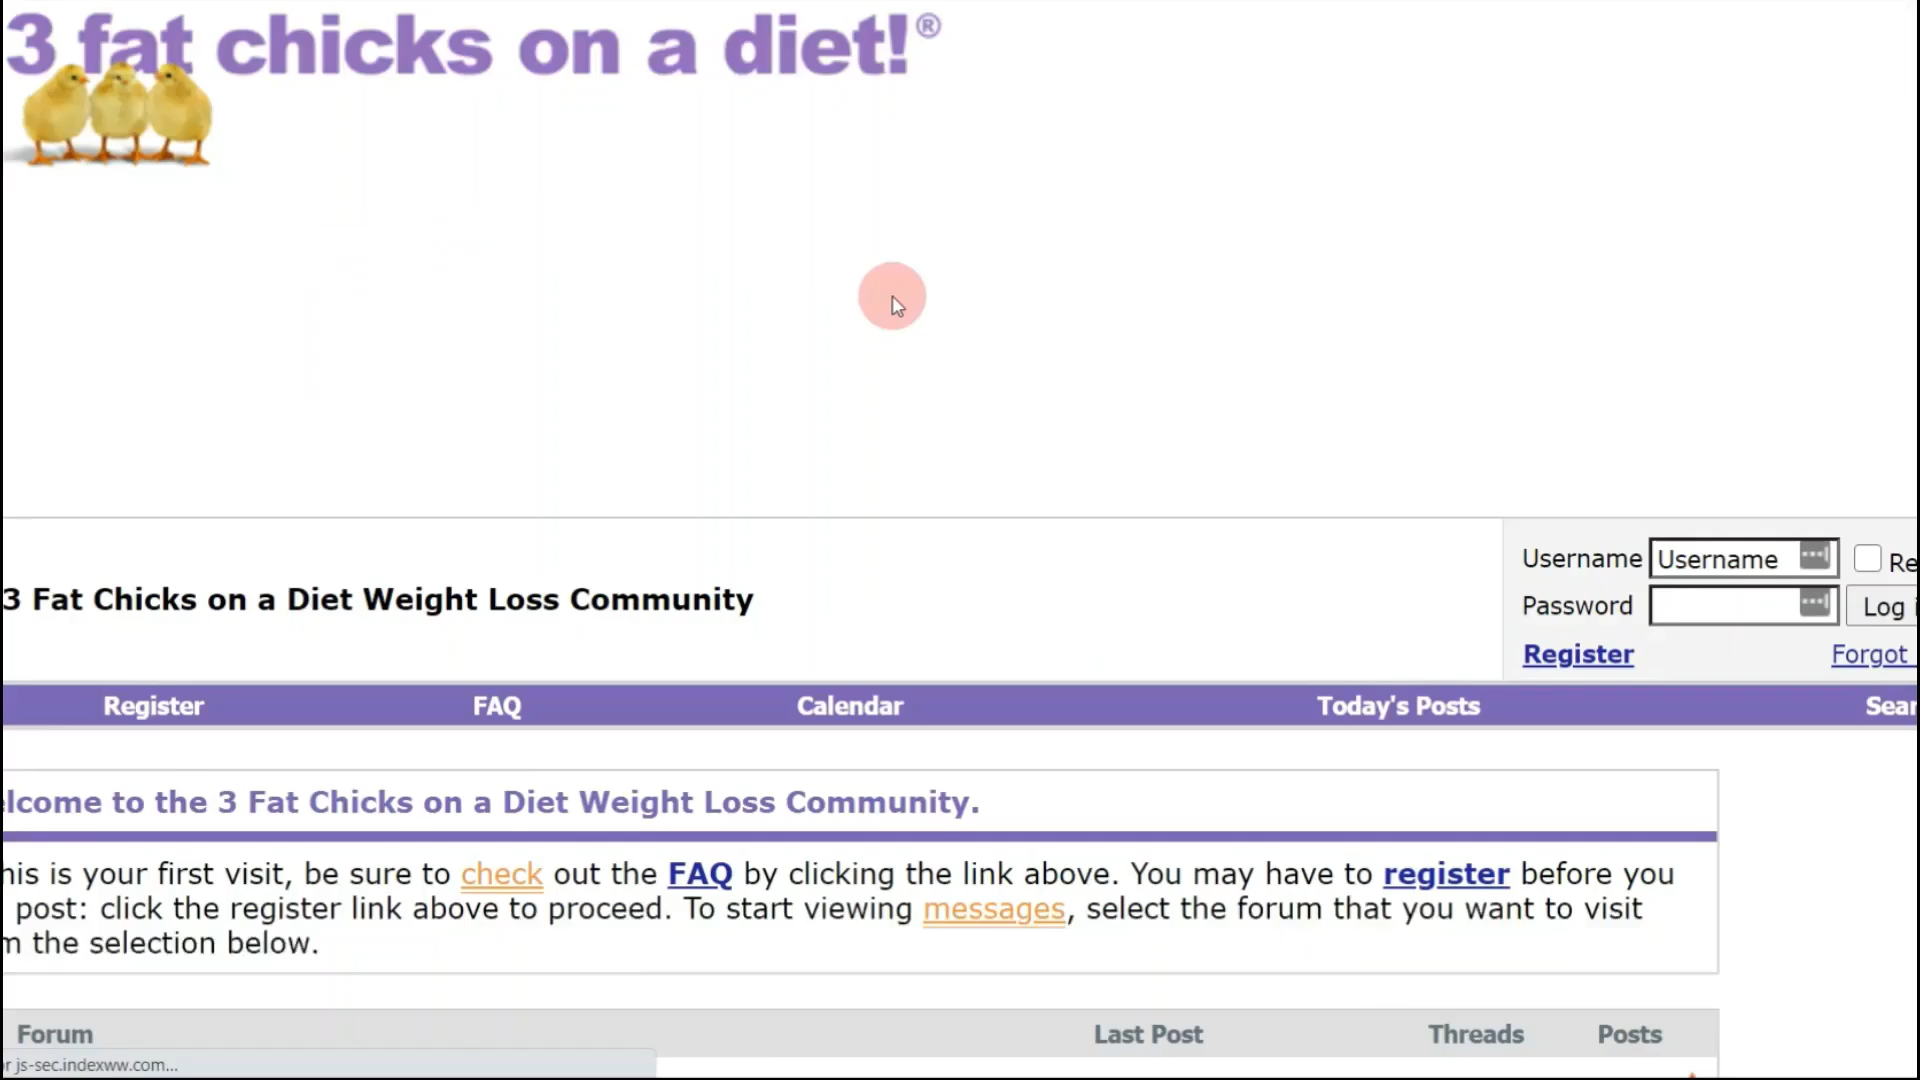 3 fat chicks on a diet!®
Username Username Re
3 Fat Chicks on a Diet Weight Loss Community
Password Log i
Register Forgot
Register FAQ Calendar Today's Posts Sear
elcome to the 3 Fat Chicks on a Diet Weight Loss Community.
his is your first visit, be sure to check out the FAQ by clicking the link above. You may have to register before you
post: click the register link above to proceed. To start viewing messages, select the forum that you want to visit
m the selection below.
Forum Last Post Threads Posts
or js-sec.indexww.com...